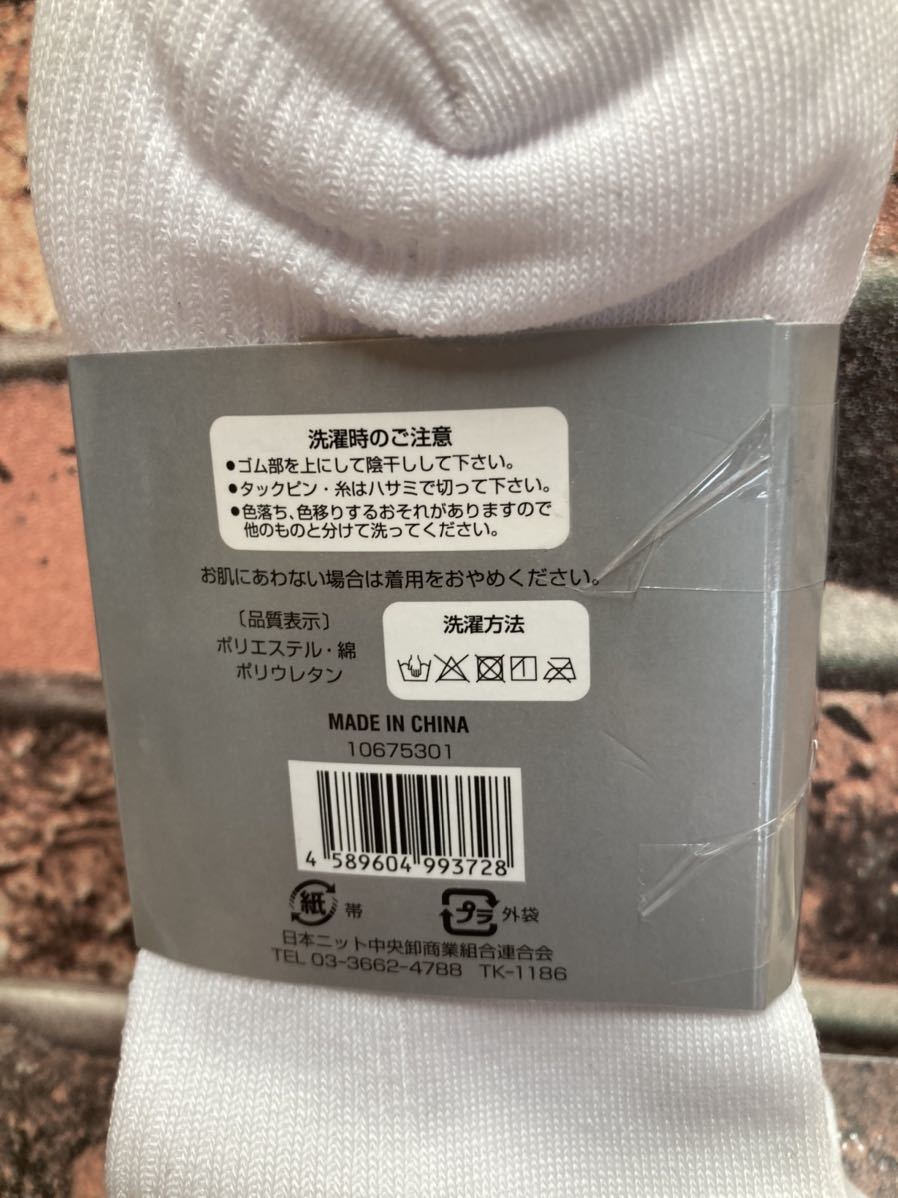 洗濯時のご注意
●ゴム部を上にして陰干しして下さい。
●タックピン・糸はハサミで切って下さい。
●色落ち、色移りするおそれがありますので
他のものと分けて洗ってください。
お肌にあわない場合は着用をおやめください。
〔品質表示〕
ポリエステル・綿
ポリウレタン
洗濯方法
MADE IN CHINA
10675301
4 589604 993728
紙 帯
プラ 外袋
日本ニット中央卸商業組合連合会
TEL 03-3662-4788 TK-1186